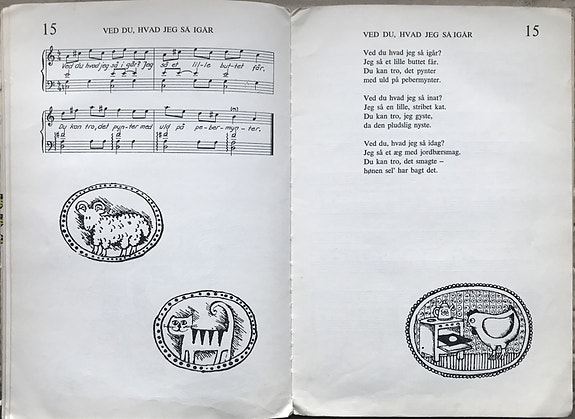 15
VED DU, HVAD JEG SÅ IGÅR
Ved du hvad jeg så i går? Jeg så et lil-le but-tet får.
Du kan tro, det pyn-ter med uld på pe-ber-myn-ter.
VED DU, HVAD JEG SÅ IGÅR
15
Ved du hvad jeg så igår?
Jeg så et lille buttet får.
Du kan tro, det pynter
med uld på pebermynter.
Ved du hvad jeg så inat?
Jeg så en lille, stribet kat.
Du kan tro, jeg gyste,
da den pludslig nyste.
Ved du, hvad jeg så idag?
Jeg så et æg med jordbærsmag.
Du kan tro, det smagte –
hønen sel' har bagt det.